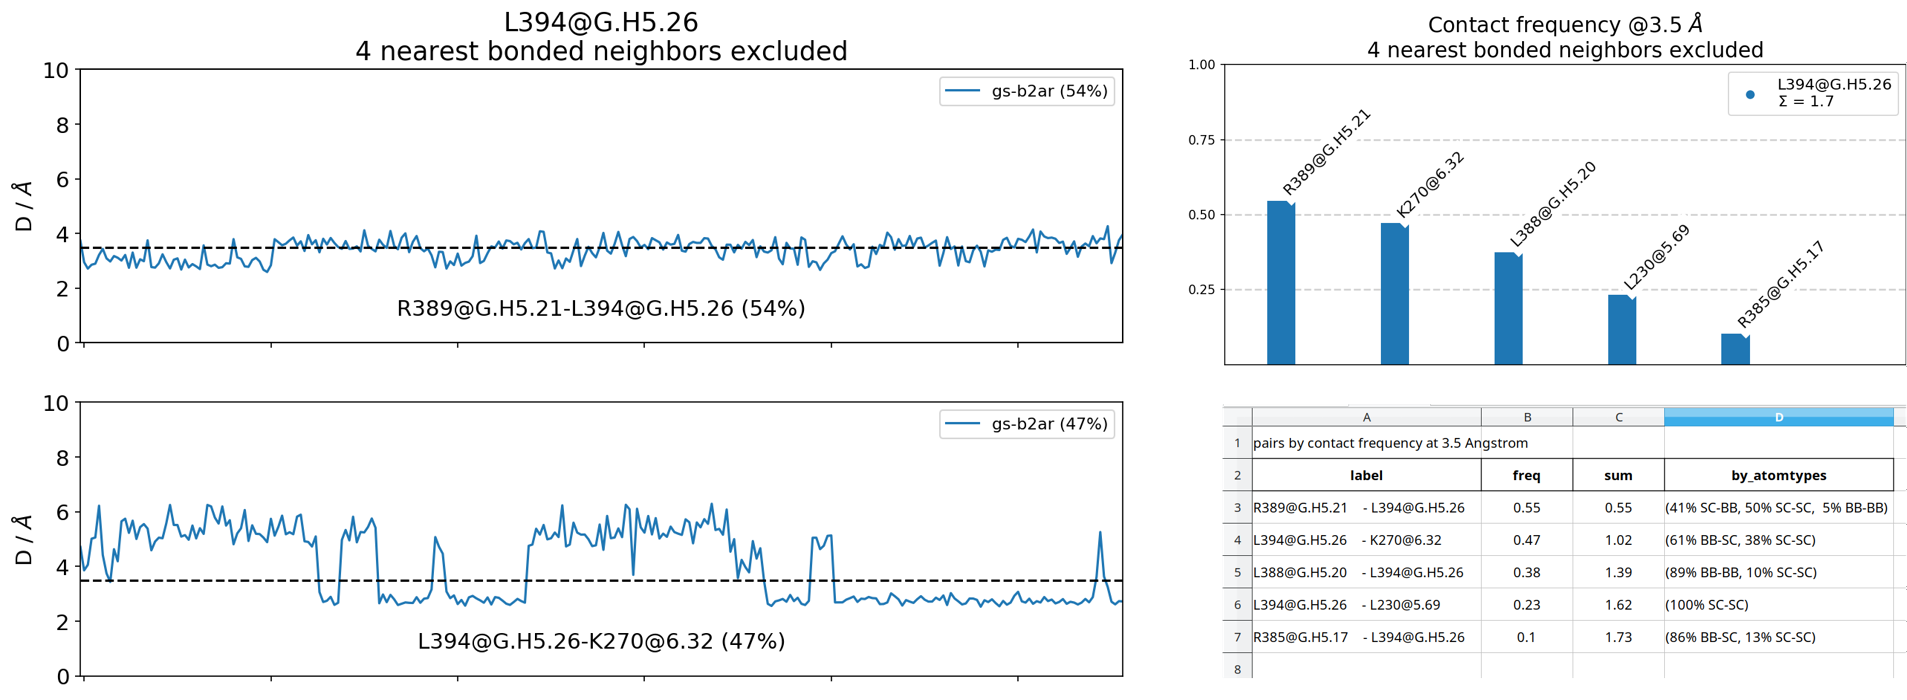 L394@G.H5.26
4 nearest bonded neighbors excluded
10
8
6
4
2
0
D / Å
gs-b2ar (54%)
R389@G.H5.21-L394@G.H5.26 (54%)
10
8
6
4
2
0
D / Å
gs-b2ar (47%)
L394@G.H5.26-K270@6.32 (47%)
Contact frequency @3.5 Å
4 nearest bonded neighbors excluded
1.00
0.75
0.50
0.25
L394@G.H5.26
Σ = 1.7
R389@G.H5.21
K270@6.32
L388@G.H5.20
L230@5.69
R385@G.H5.17
A B C D
1 pairs by contact frequency at 3.5 Angstrom
2 label freq sum by_atomtypes
3 R389@G.H5.21 - L394@G.H5.26 0.55 0.55 (41% SC-BB, 50% SC-SC, 5% BB-BB)
4 L394@G.H5.26 - K270@6.32 0.47 1.02 (61% BB-SC, 38% SC-SC)
5 L388@G.H5.20 - L394@G.H5.26 0.38 1.39 (89% BB-BB, 10% SC-SC)
6 L394@G.H5.26 - L230@5.69 0.23 1.62 (100% SC-SC)
7 R385@G.H5.17 - L394@G.H5.26 0.1 1.73 (86% BB-SC, 13% SC-SC)
8